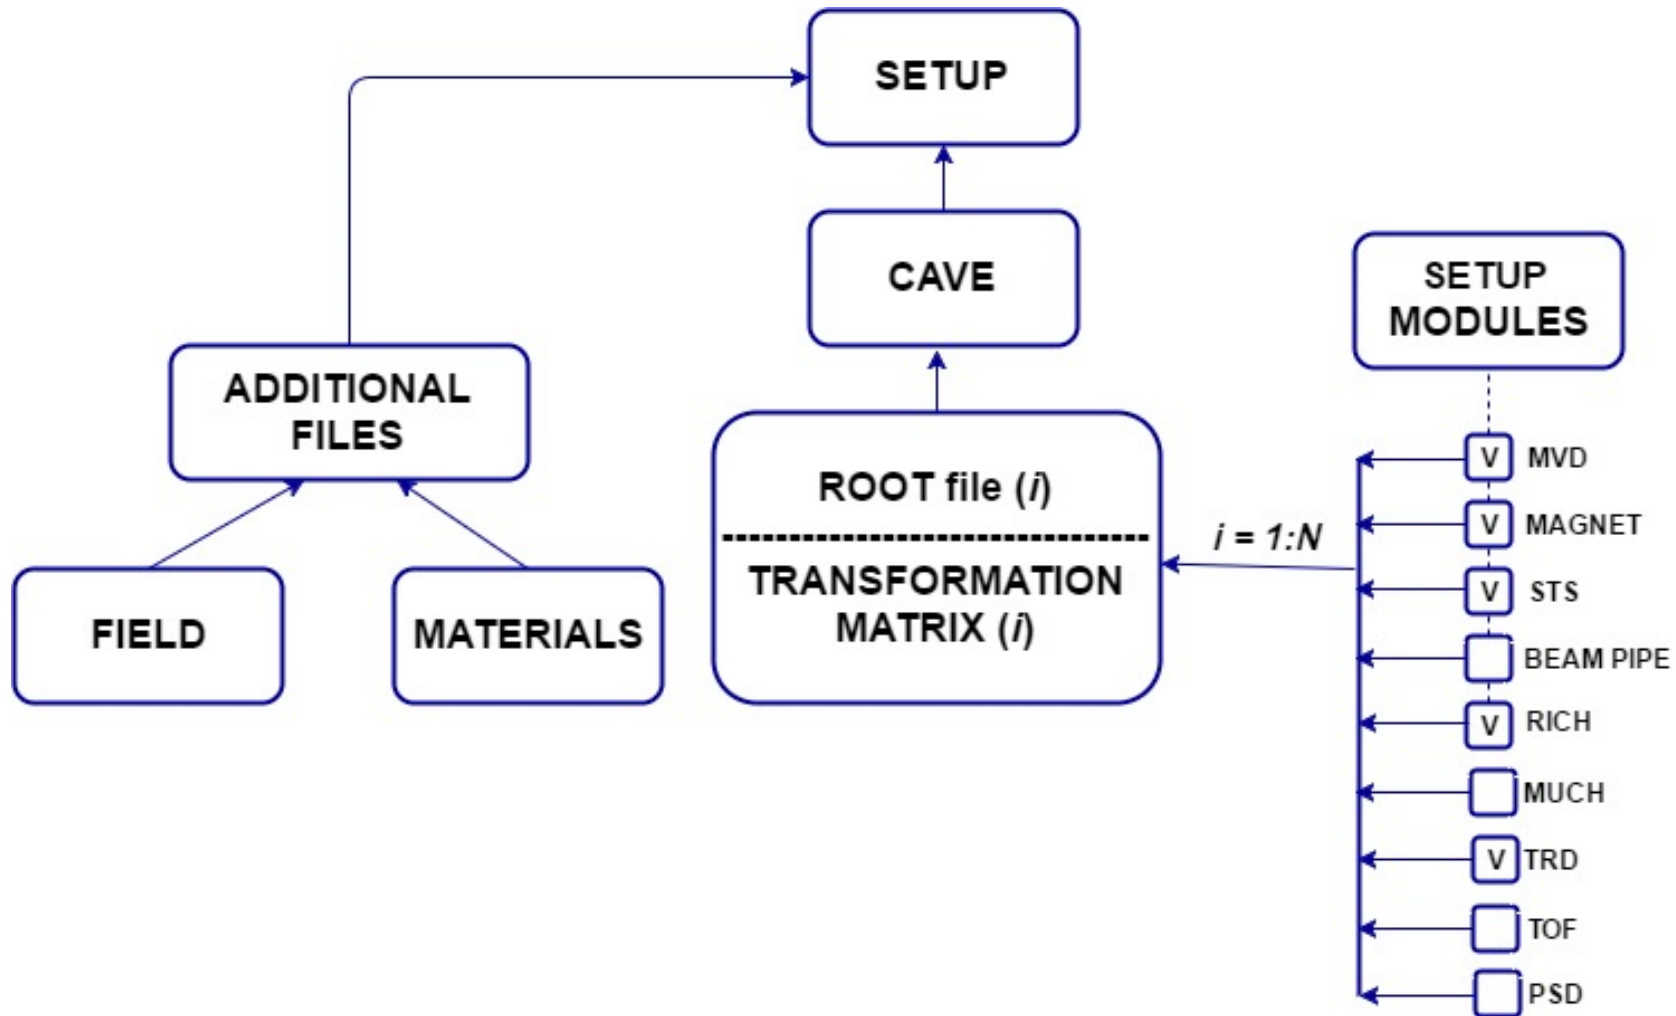 SETUP
CAVE
SETUP
MODULES
ADDITIONAL
FILES
ROOT file (i)
TRANSFORMATION
MATRIX (i)
i = 1:N
FIELD
MATERIALS
V MVD
V MAGNET
V STS
BEAM PIPE
V RICH
MUCH
V TRD
TOF
PSD